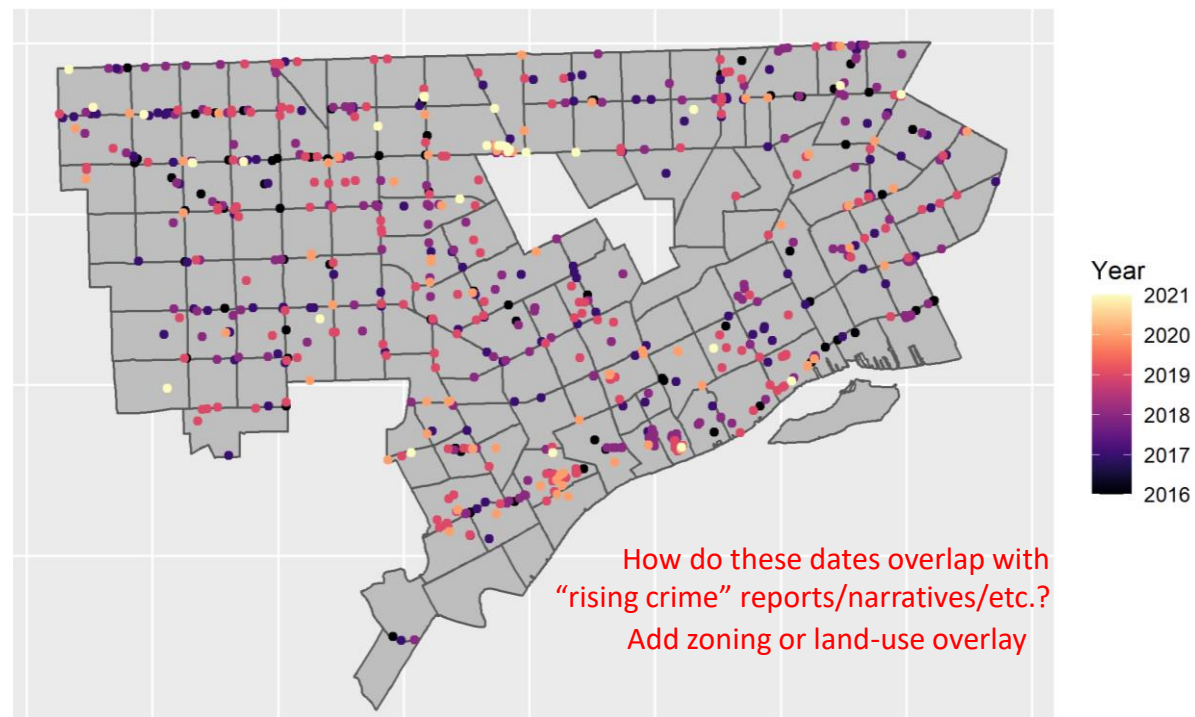 Year
2021
2020
2019
2018
2017
2016
How do these dates overlap with
“rising crime” reports/narratives/etc.?
Add zoning or land-use overlay